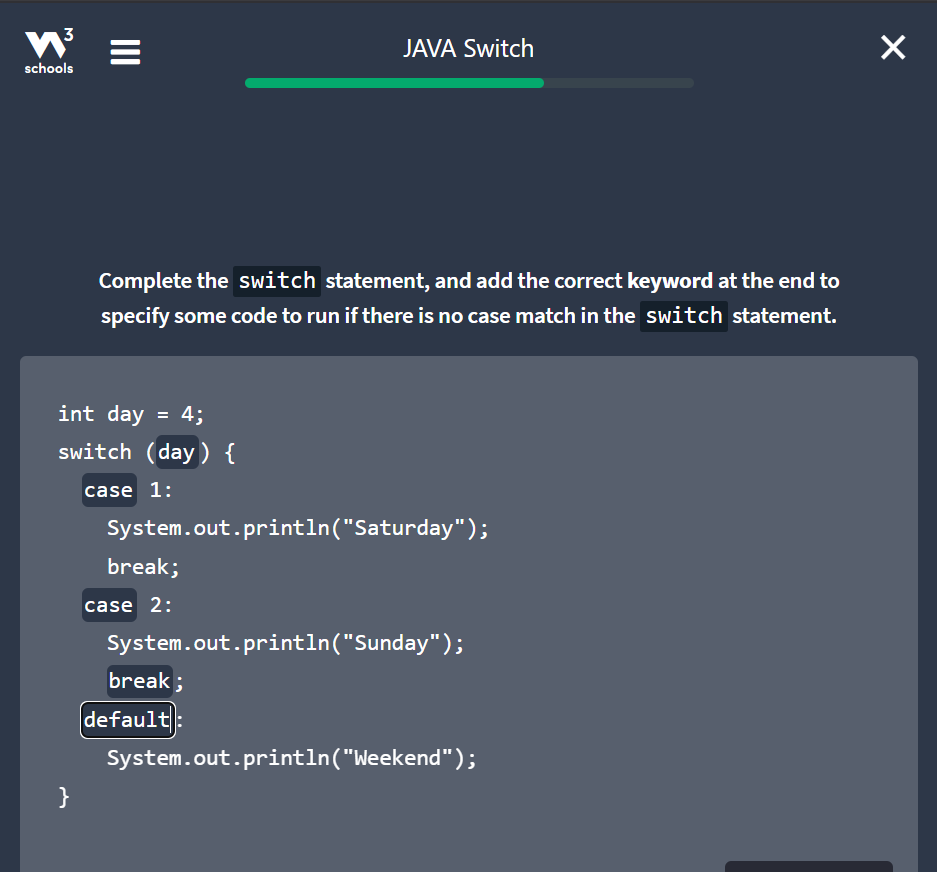 W3
schools
JAVA Switch
Complete the switch statement, and add the correct keyword at the end to
specify some code to run if there is no case match in the switch statement.
int day = 4;
switch (day) {
  case 1:
    System.out.println("Saturday");
    break;
  case 2:
    System.out.println("Sunday");
    break;
  default:
    System.out.println("Weekend");
}